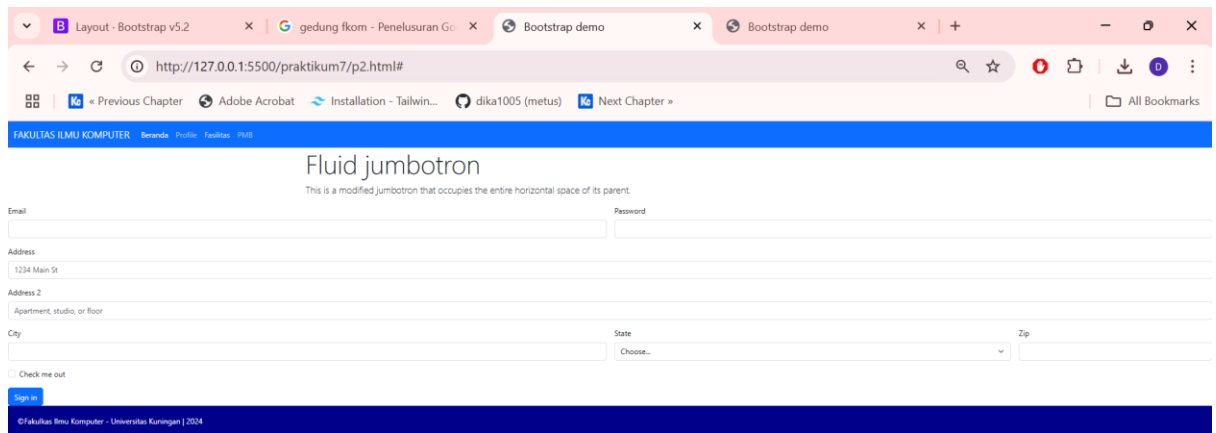 Layout · Bootstrap v5.2
gedung fkom - Penelusuran Go
Bootstrap demo
Bootstrap demo
http://127.0.0.1:5500/praktikum7/p2.html#
D
« Previous Chapter
Adobe Acrobat
Installation - Tailwin...
dika1005 (metus)
Next Chapter »
All Bookmarks
FAKULTAS ILMU KOMPUTER Beranda Profile Fasilitas PMB
Fluid jumbotron
This is a modified jumbotron that occupies the entire horizontal space of its parent.
Email Password
Address
1234 Main St
Address 2
Apartment, studio, or floor
City State Zip
Choose...
Check me out
Sign in
©Fakulkas Ilmu Komputer - Universitas Kuningan | 2024